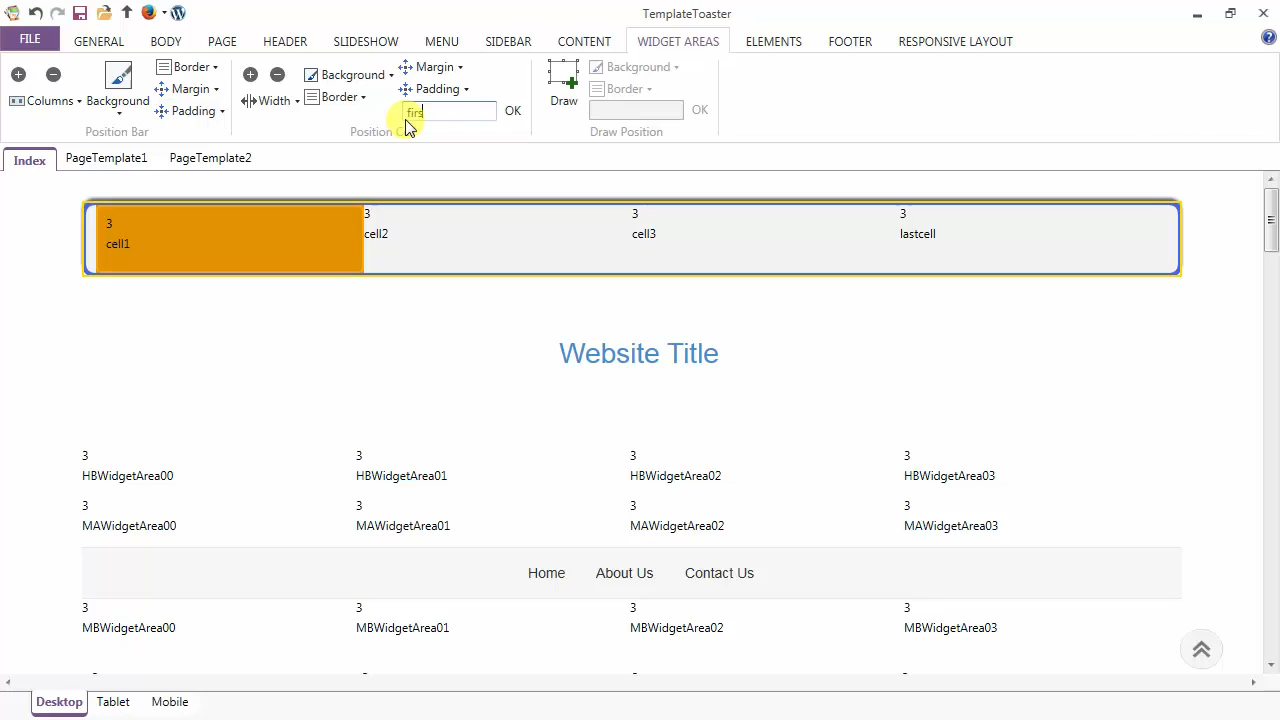 TemplateToaster
FILE GENERAL BODY PAGE HEADER SLIDESHOW MENU SIDEBAR CONTENT WIDGET AREAS ELEMENTS FOOTER RESPONSIVE LAYOUT
Border Background Margin Background
Margin Padding Border
Columns Background Padding Width Border firs OK Draw OK
Position Bar Position C Draw Position
Index PageTemplate1 PageTemplate2
3 3 3 3
cell1 cell2 cell3 lastcell
Website Title
3 3 3 3
HBWidgetArea00 HBWidgetArea01 HBWidgetArea02 HBWidgetArea03
3 3 3 3
MAWidgetArea00 MAWidgetArea01 MAWidgetArea02 MAWidgetArea03
Home About Us Contact Us
3 3 3 3
MBWidgetArea00 MBWidgetArea01 MBWidgetArea02 MBWidgetArea03
Desktop Tablet Mobile